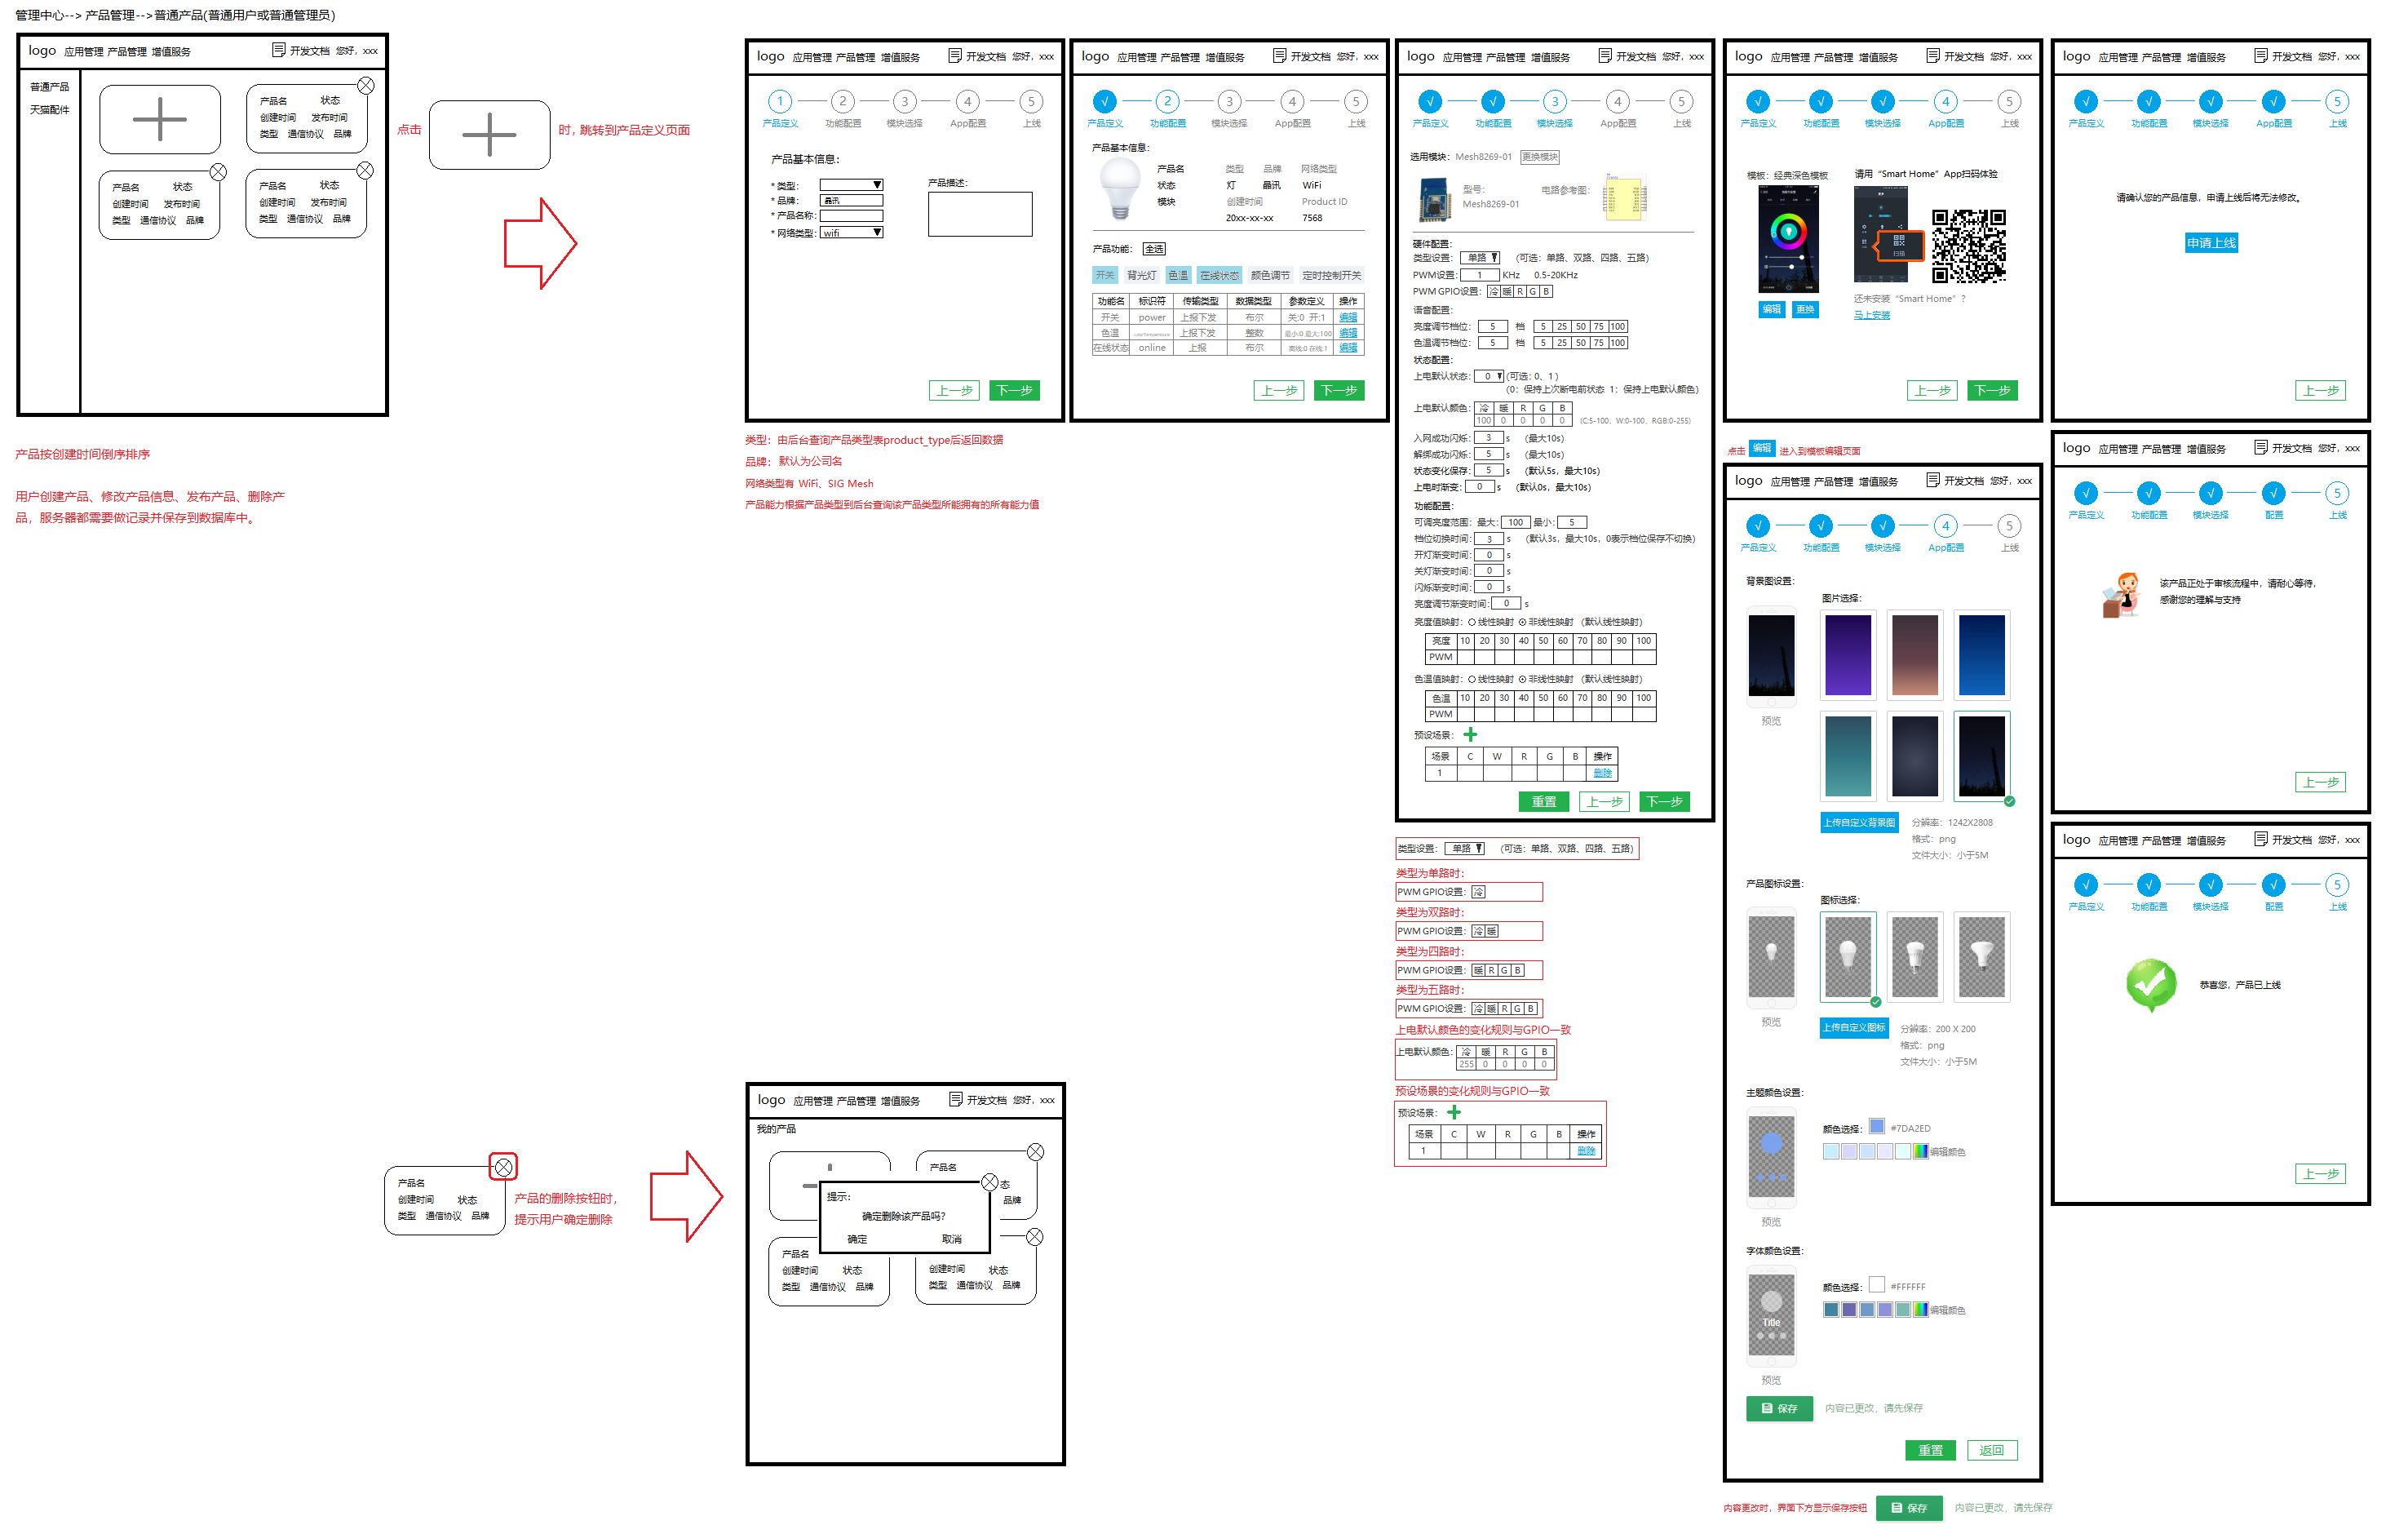 管理中心--> 产品管理-->普通产品(普通用户或普通管理员)
logo 应用管理 产品管理 增值服务 开发文档 您好，xxx
普通产品
天猫配件
产品名 状态
创建时间 发布时间
类型 通信协议 品牌
产品名 状态
创建时间 发布时间
类型 通信协议 品牌
产品名 状态
创建时间 发布时间
类型 通信协议 品牌
点击
时，跳转到产品定义页面
产品按创建时间倒序排序
用户创建产品、修改产品信息、发布产品、删除产
品，服务器都需要做记录并保存到数据库中。
logo 应用管理 产品管理 增值服务 开发文档 您好，xxx
1 2 3 4 5
产品定义 功能配置 模块选择 App配置 上线
产品基本信息：
* 类型：
* 品牌： 晶讯
* 产品名称：
* 网络类型： wifi
产品描述：
上一步 下一步
类型：由后台查询产品类型表product_type后返回数据
品牌：默认为公司名
网络类型有 WiFi、SIG Mesh
产品能力根据产品类型到后台查询该产品类型所能拥有的所有能力值
logo 应用管理 产品管理 增值服务 开发文档 您好，xxx
√ 2 3 4 5
产品定义 功能配置 模块选择 App配置 上线
产品基本信息：
产品名 类型 品牌 网络类型
状态 灯 晶讯 WiFi
模块 创建时间 Product ID
20xx-xx-xx 7568
产品功能： 全选
开关 背光灯 色温 在线状态 颜色调节 定时控制开关
功能名 标识符 传输类型 数据类型 参数定义 操作
开关 power 上报下发 布尔 关:0 开:1 编辑
色温 上报下发 整数 最小:0 最大:100 编辑
在线状态 online 上报 布尔 离线:0 在线:1 编辑
上一步 下一步
logo 应用管理 产品管理 增值服务 开发文档 您好，xxx
√ √ 3 4 5
产品定义 功能配置 模块选择 App配置 上线
选用模块：Mesh8269-01 更换模块
型号：
Mesh8269-01
电路参考图：
硬件配置：
类型设置： 单路 （可选：单路、双路、四路、五路）
PWM设置： 1 KHz 0.5-20KHz
PWM GPIO设置： 冷 暖 R G B
语音配置：
亮度调节档位： 5 档 5 25 50 75 100
色温调节档位： 5 档 5 25 50 75 100
状态配置：
上电默认状态： 0 (可选：0、1 )
（0：保持上次断电前状态 1：保持上电默认颜色）
上电默认颜色： 冷 暖 R G B
100 0 0 0 0 (C:5-100，W:0-100，RGB:0-255)
入网成功闪烁： 3 s （最大10s）
解绑成功闪烁： 5 s （最大10s）
状态变化保存： 5 s （默认5s，最大10s）
上电时渐变： 0 s （默认0s，最大10s）
功能配置：
可调亮度范围：最大： 100 最小： 5
档位切换时间： 3 s （默认3s，最大10s，0表示档位保存不切换）
开灯渐变时间： 0 s
关灯渐变时间： 0 s
闪烁渐变时间： 0 s
亮度调节渐变时间： 0 s
亮度值映射： 线性映射 非线性映射 （默认线性映射）
亮度 10 20 30 40 50 60 70 80 90 100
PWM
色温值映射： 线性映射 非线性映射 （默认线性映射）
色温 10 20 30 40 50 60 70 80 90 100
PWM
预设场景：
场景 C W R G B 操作
1 删除
重置 上一步 下一步
类型设置： 单路 （可选：单路、双路、四路、五路）
类型为单路时：
PWM GPIO设置： 冷
类型为双路时：
PWM GPIO设置： 冷 暖
类型为四路时：
PWM GPIO设置： 暖 R G B
类型为五路时：
PWM GPIO设置： 冷 暖 R G B
上电默认颜色的变化规则与GPIO一致
上电默认颜色： 冷 暖 R G B
255 0 0 0 0
预设场景的变化规则与GPIO一致
预设场景：
场景 C W R G B 操作
1 删除
logo 应用管理 产品管理 增值服务 开发文档 您好，xxx
√ √ √ 4 5
产品定义 功能配置 模块选择 App配置 上线
模板：经典深色模板
编辑 更换
请用“Smart Home”App扫码体验
扫描
还未安装“Smart Home”？
马上安装
上一步 下一步
点击 编辑 进入到模板编辑页面
logo 应用管理 产品管理 增值服务 开发文档 您好，xxx
√ √ √ 4 5
产品定义 功能配置 模块选择 App配置 上线
背景图设置：
图片选择：
预览
上传自定义背景图
分辨率：1242X2808
格式：png
文件大小：小于5M
产品图标设置：
图标选择：
预览
上传自定义图标
分辨率：200 X 200
格式：png
文件大小：小于5M
主题颜色设置：
颜色选择： #7DA2ED
编辑颜色
预览
字体颜色设置：
颜色选择： #FFFFFF
编辑颜色
Title
预览
保存 内容已更改，请先保存
重置 返回
内容更改时，界面下方显示保存按钮 保存 内容已更改，请先保存
logo 应用管理 产品管理 增值服务 开发文档 您好，xxx
√ √ √ √ 5
产品定义 功能配置 模块选择 App配置 上线
请确认您的产品信息，申请上线后将无法修改。
申请上线
上一步
logo 应用管理 产品管理 增值服务 开发文档 您好，xxx
√ √ √ √ 5
产品定义 功能配置 模块选择 配置 上线
该产品正处于审核流程中，请耐心等待，
感谢您的理解与支持
上一步
logo 应用管理 产品管理 增值服务 开发文档 您好，xxx
√ √ √ √ 5
产品定义 功能配置 模块选择 配置 上线
恭喜您，产品已上线
上一步
产品名
创建时间 状态
类型 通信协议 品牌
产品的删除按钮时，
提示用户确定删除
logo 应用管理 产品管理 增值服务 开发文档 您好，xxx
我的产品
产品名
态
品牌
提示：
确定删除该产品吗？
确定 取消
产品名
创建时间 状态
类型 通信协议 品牌
创建时间 状态
类型 通信协议 品牌